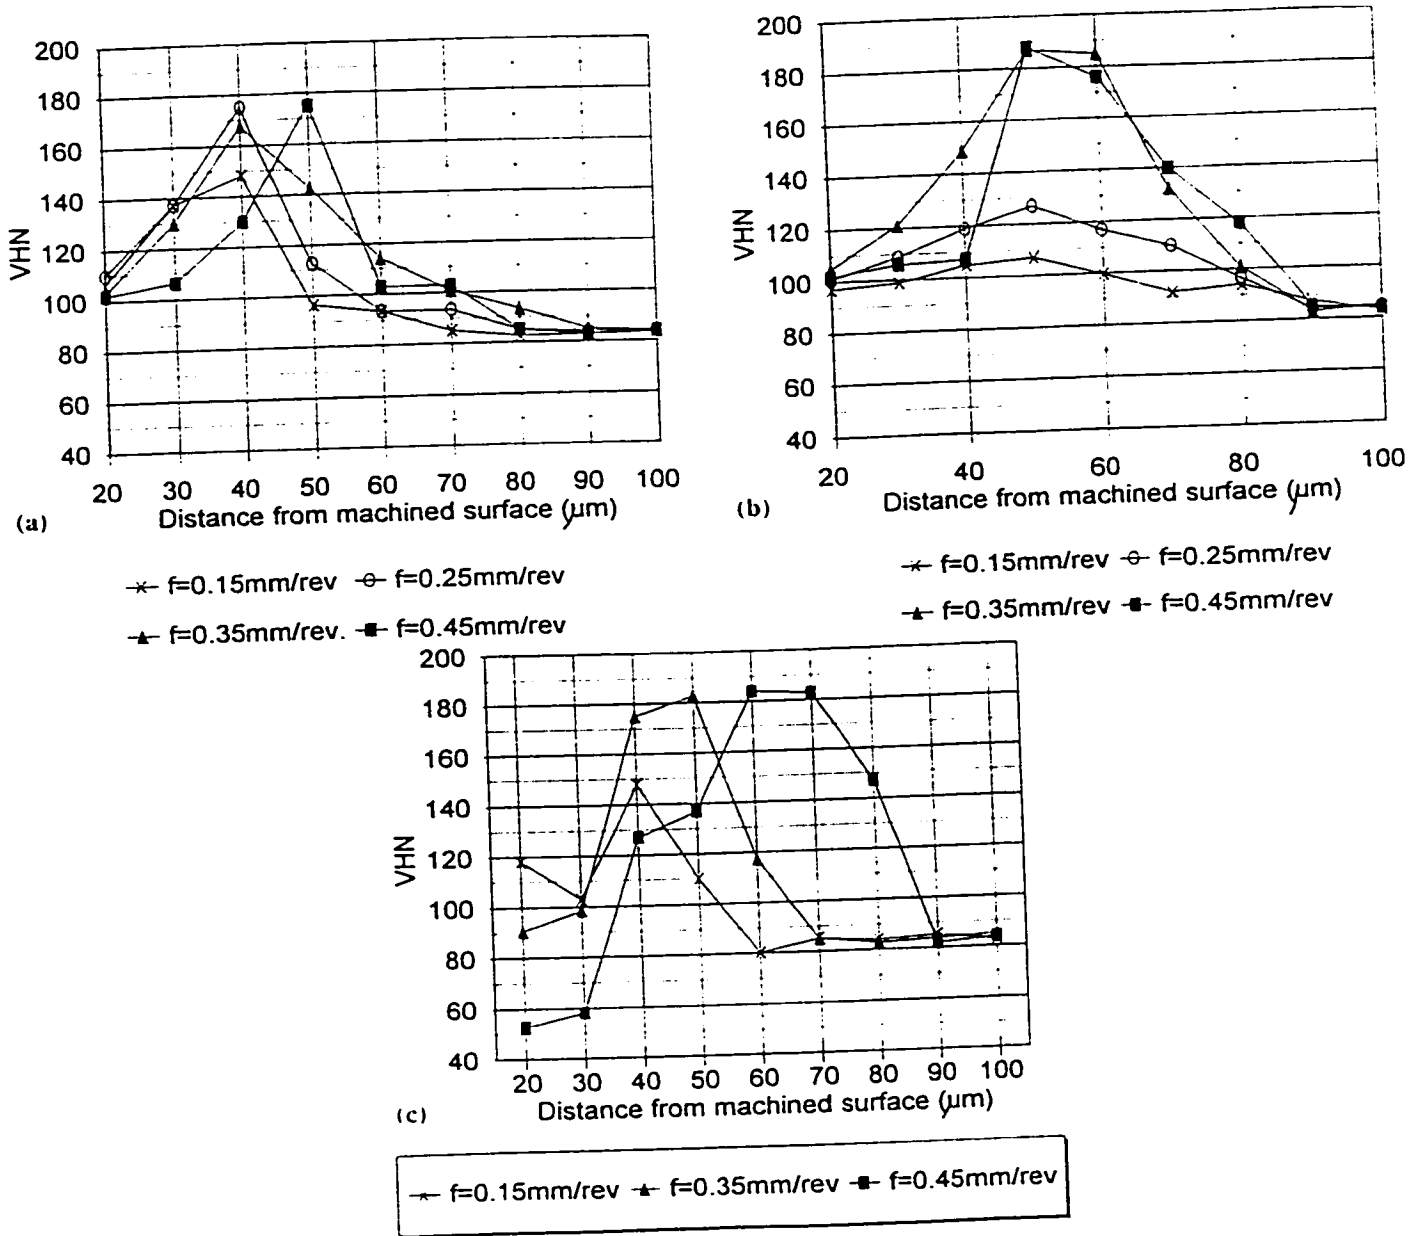 200
180
160
140
120
100
80
60
40
VHN
20 30 40 50 60 70 80 90 100
(a) Distance from machined surface (µm)
f=0.15mm/rev f=0.25mm/rev
f=0.35mm/rev. f=0.45mm/rev
200
180
160
140
120
100
80
60
40
VHN
20 40 60 80 100
(b) Distance from machined surface (µm)
f=0.15mm/rev f=0.25mm/rev
f=0.35mm/rev f=0.45mm/rev
200
180
160
140
120
100
80
60
40
VHN
20 30 40 50 60 70 80 90 100
(c) Distance from machined surface (µm)
f=0.15mm/rev f=0.35mm/rev f=0.45mm/rev